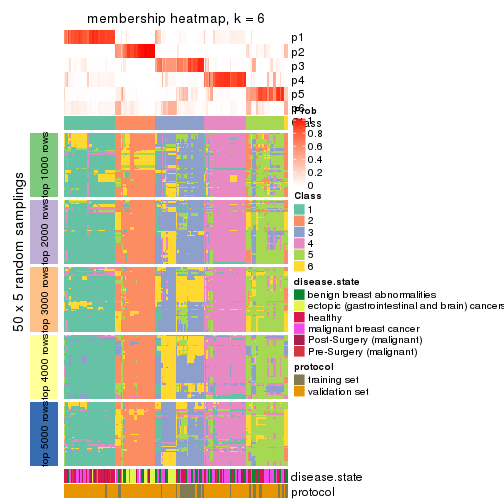 membership heatmap, k = 6
p1
p2
p3
p4
p5
p6
Prob
0.8
0.6
0.4
0.2
0
Class
1
2
3
4
5
6
disease.state
benign breast abnormalities
ectopic (gastrointestinal and brain) cancers
healthy
malignant breast cancer
Post-Surgery (malignant)
Pre-Surgery (malignant)
protocol
training set
validation set
50 x 5 random samplings
top 1000 rows
top 2000 rows
top 3000 rows
top 4000 rows
top 5000 rows
disease.state
protocol